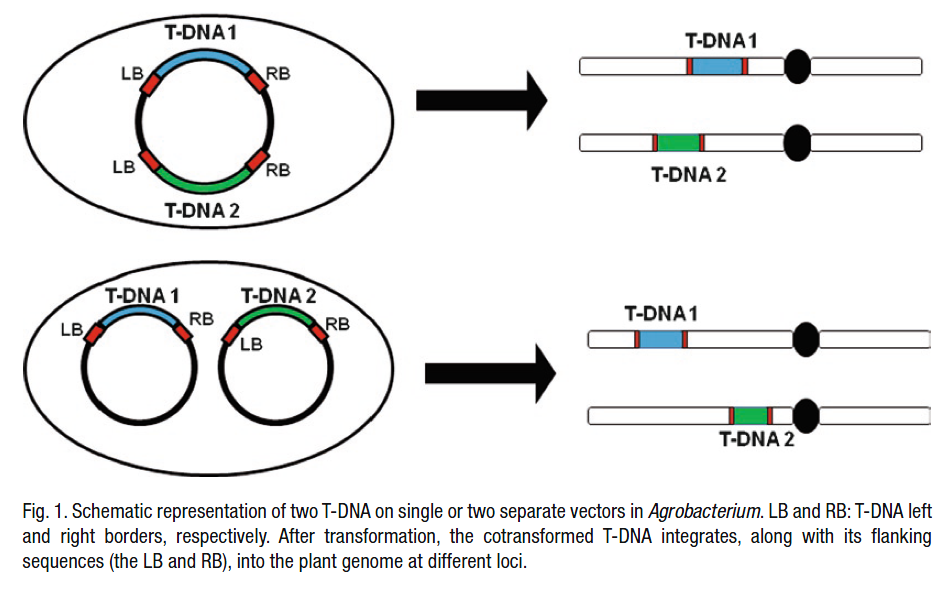 T-DNA 1
LB
RB
LB
RB
T-DNA 2
T-DNA 1
T-DNA 2
T-DNA 1
T-DNA 2
LB
RB
LB
RB
T-DNA 1
T-DNA 2
Fig. 1. Schematic representation of two T-DNA on single or two separate vectors in Agrobacterium. LB and RB: T-DNA left
and right borders, respectively. After transformation, the cotransformed T-DNA integrates, along with its flanking
sequences (the LB and RB), into the plant genome at different loci.